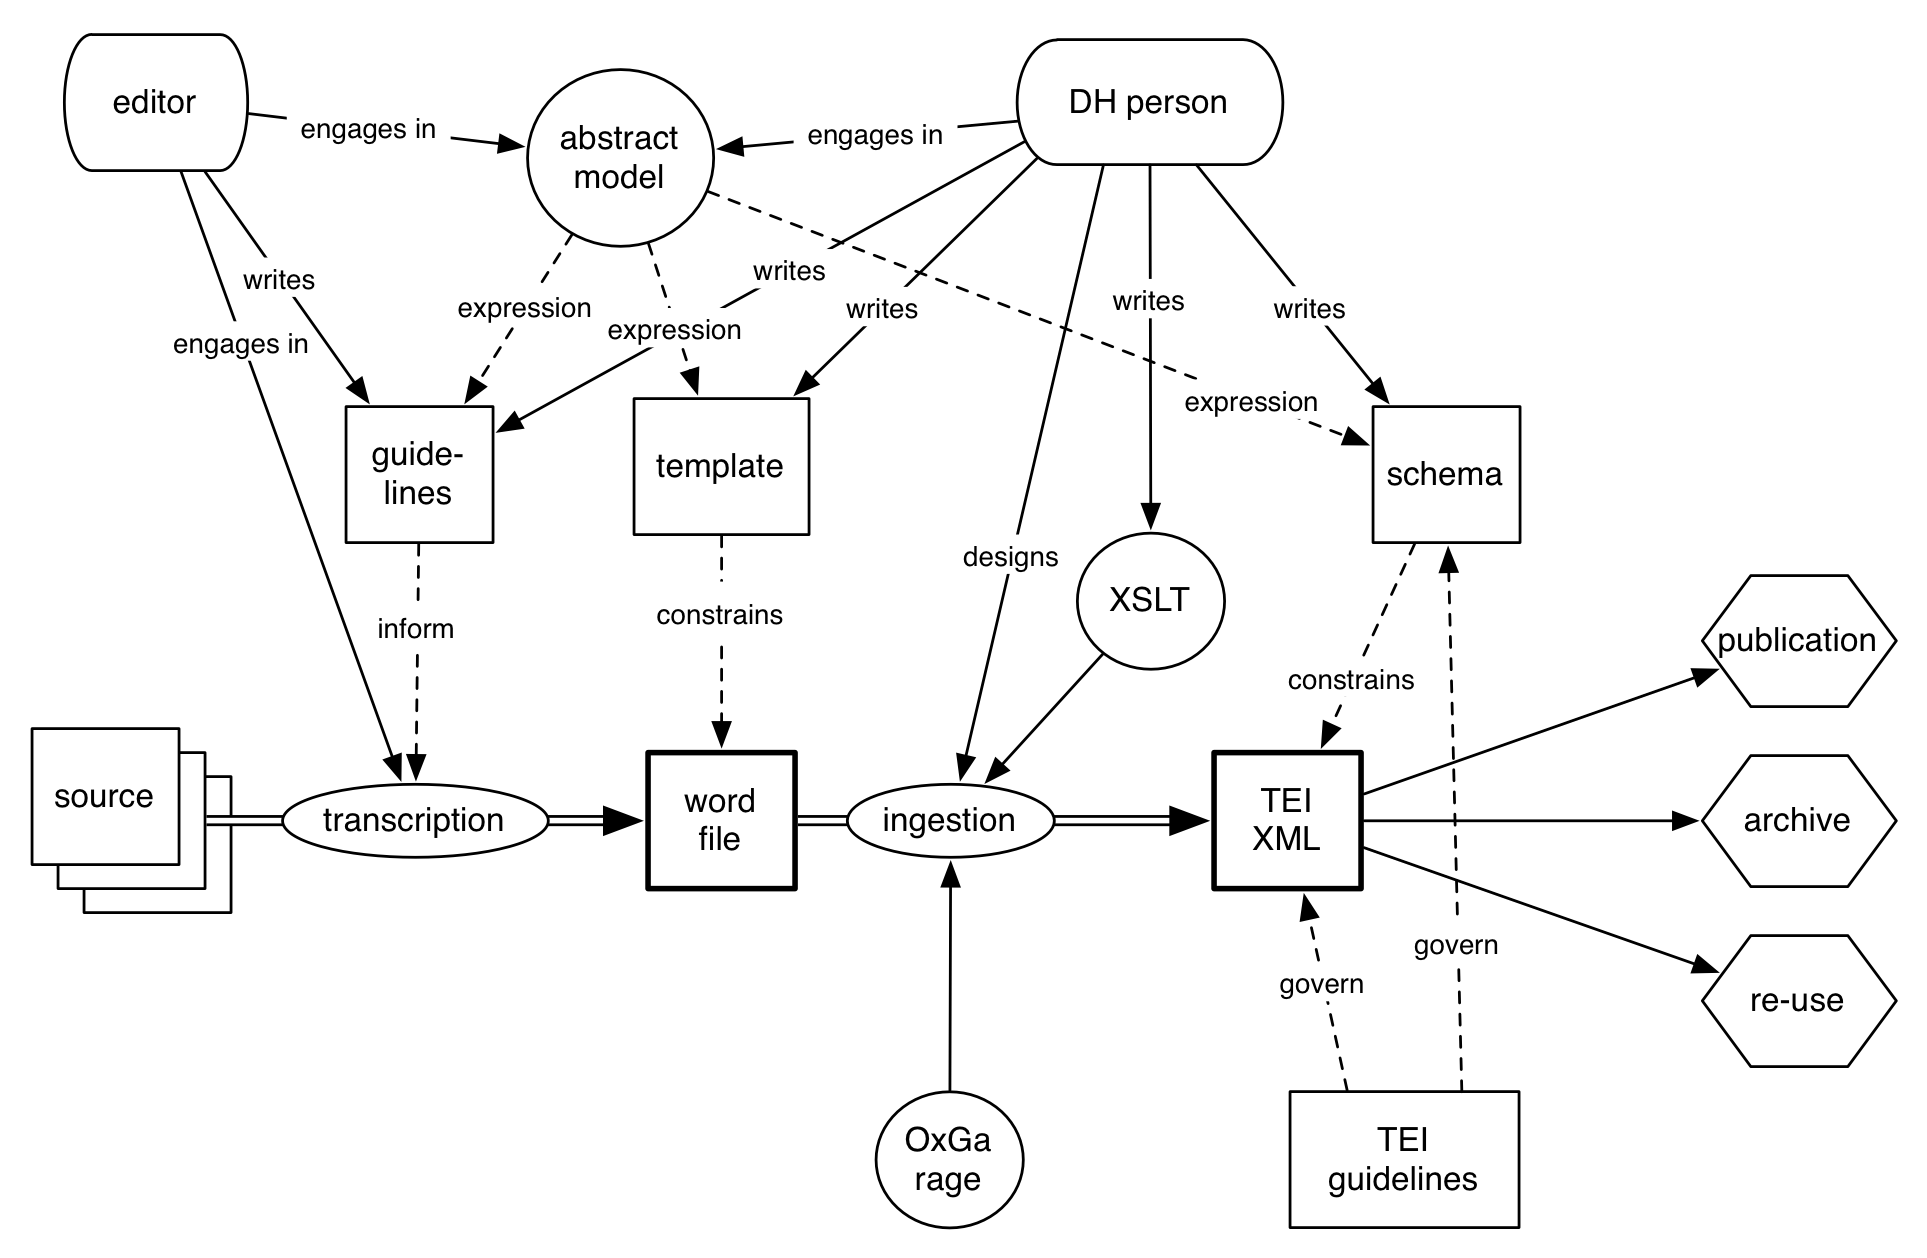 editor
DH person
abstract
model
engages in
engages in
writes
writes
writes
writes
writes
expression
expression
engages in
expression
guide-
lines
template
schema
designs
XSLT
inform
constrains
constrains
publication
source
transcription
word
file
ingestion
TEI
XML
archive
govern
govern
re-use
OxGa
rage
TEI
guidelines